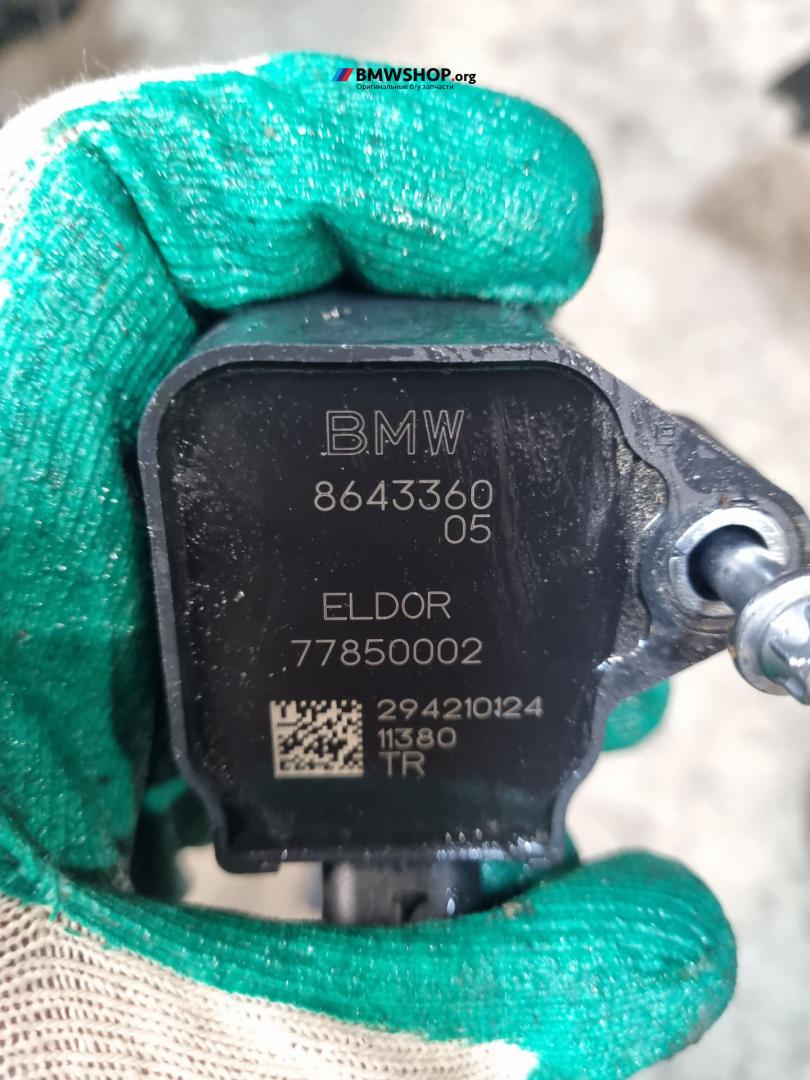 BMWSHOP.org
Оригинальные б/у запчасти
BMW
8643360
05
ELDOR
77850002
294210124
11380
TR